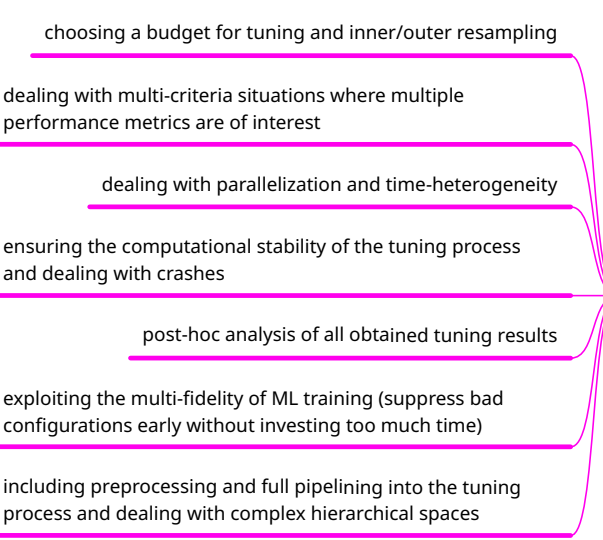 choosing a budget for tuning and inner/outer resampling
dealing with multi-criteria situations where multiple
performance metrics are of interest
dealing with parallelization and time-heterogeneity
ensuring the computational stability of the tuning process
and dealing with crashes
post-hoc analysis of all obtained tuning results
exploiting the multi-fidelity of ML training (suppress bad
configurations early without investing too much time)
including preprocessing and full pipelining into the tuning
process and dealing with complex hierarchical spaces